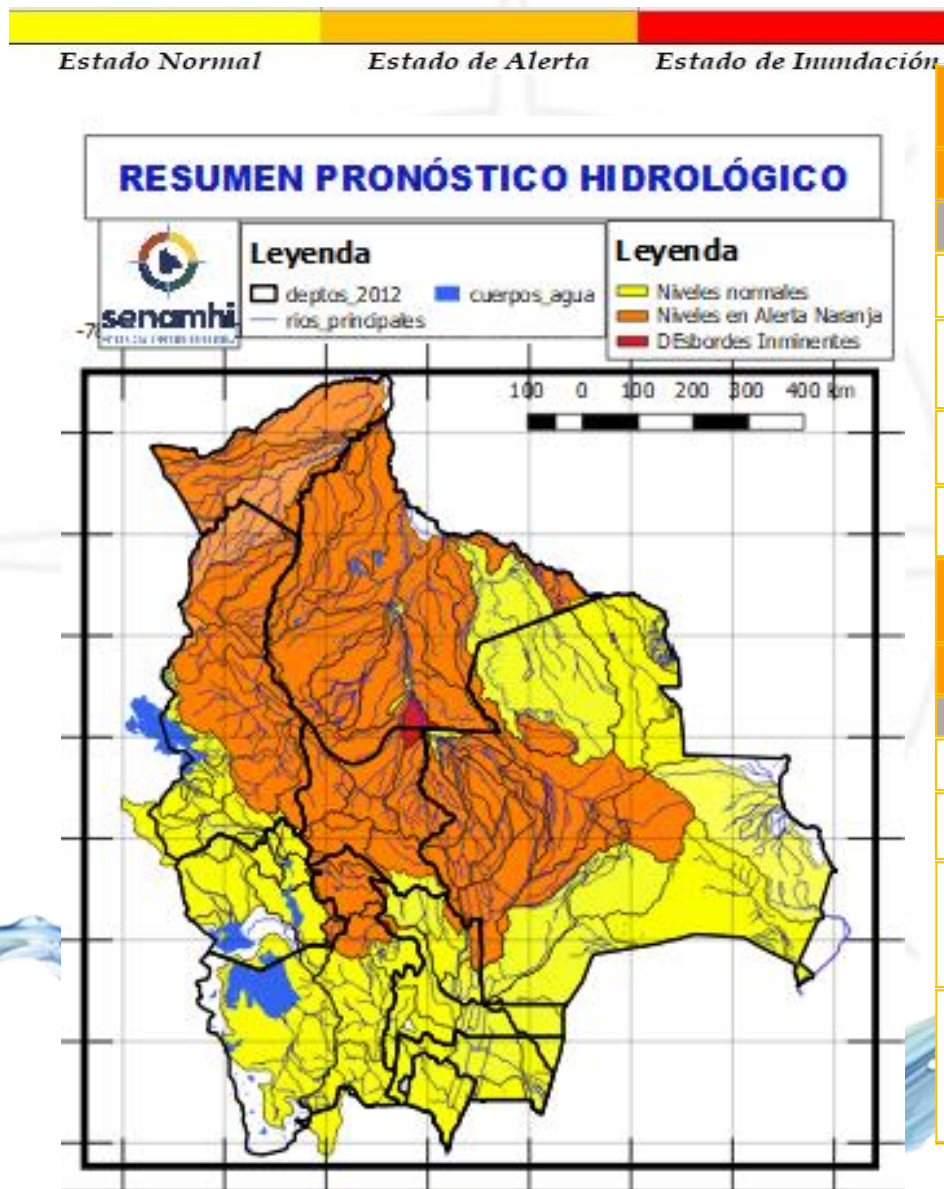 Estado Normal Estado de Alerta Estado de Inundación
RESUMEN PRONÓSTICO HIDROLÓGICO
senamhi
Leyenda
deptos_2012 cuerpos_agua
rios_principales
Leyenda
Niveles normales
Niveles en Alerta Naranja
DEsbordes Inminentes
100 0 100 200 300 400 km